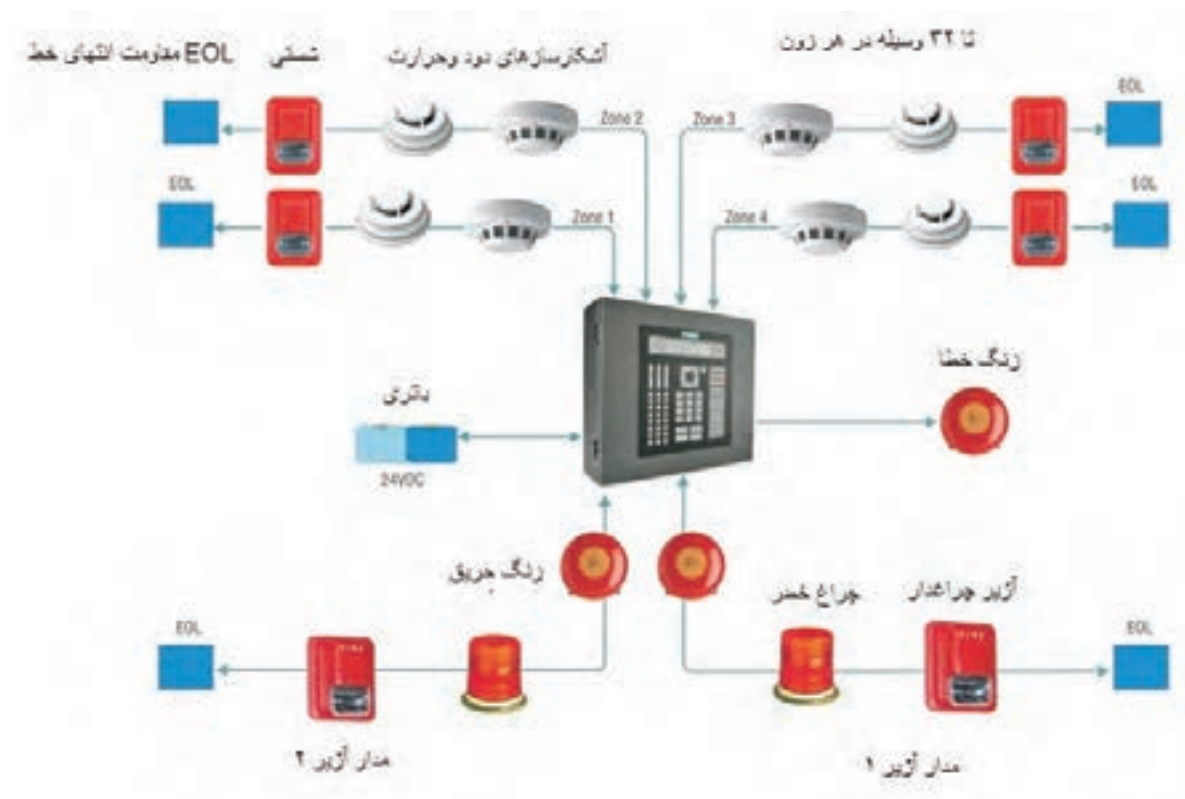 تا ۳۲ وسیله در هر زون
آشکارسازهای دود وحرارت
شستی
EOL مقاومت انتهای خط
Zone 2
Zone 3
EOL
EOL
Zone 1
Zone 4
EOL
زنگ خطا
باتری
24VDC
زنگ حریق
چراغ خطر
آژیر چراغدار
EOL
EOL
مدار آژیر ۲
مدار آژیر ۱